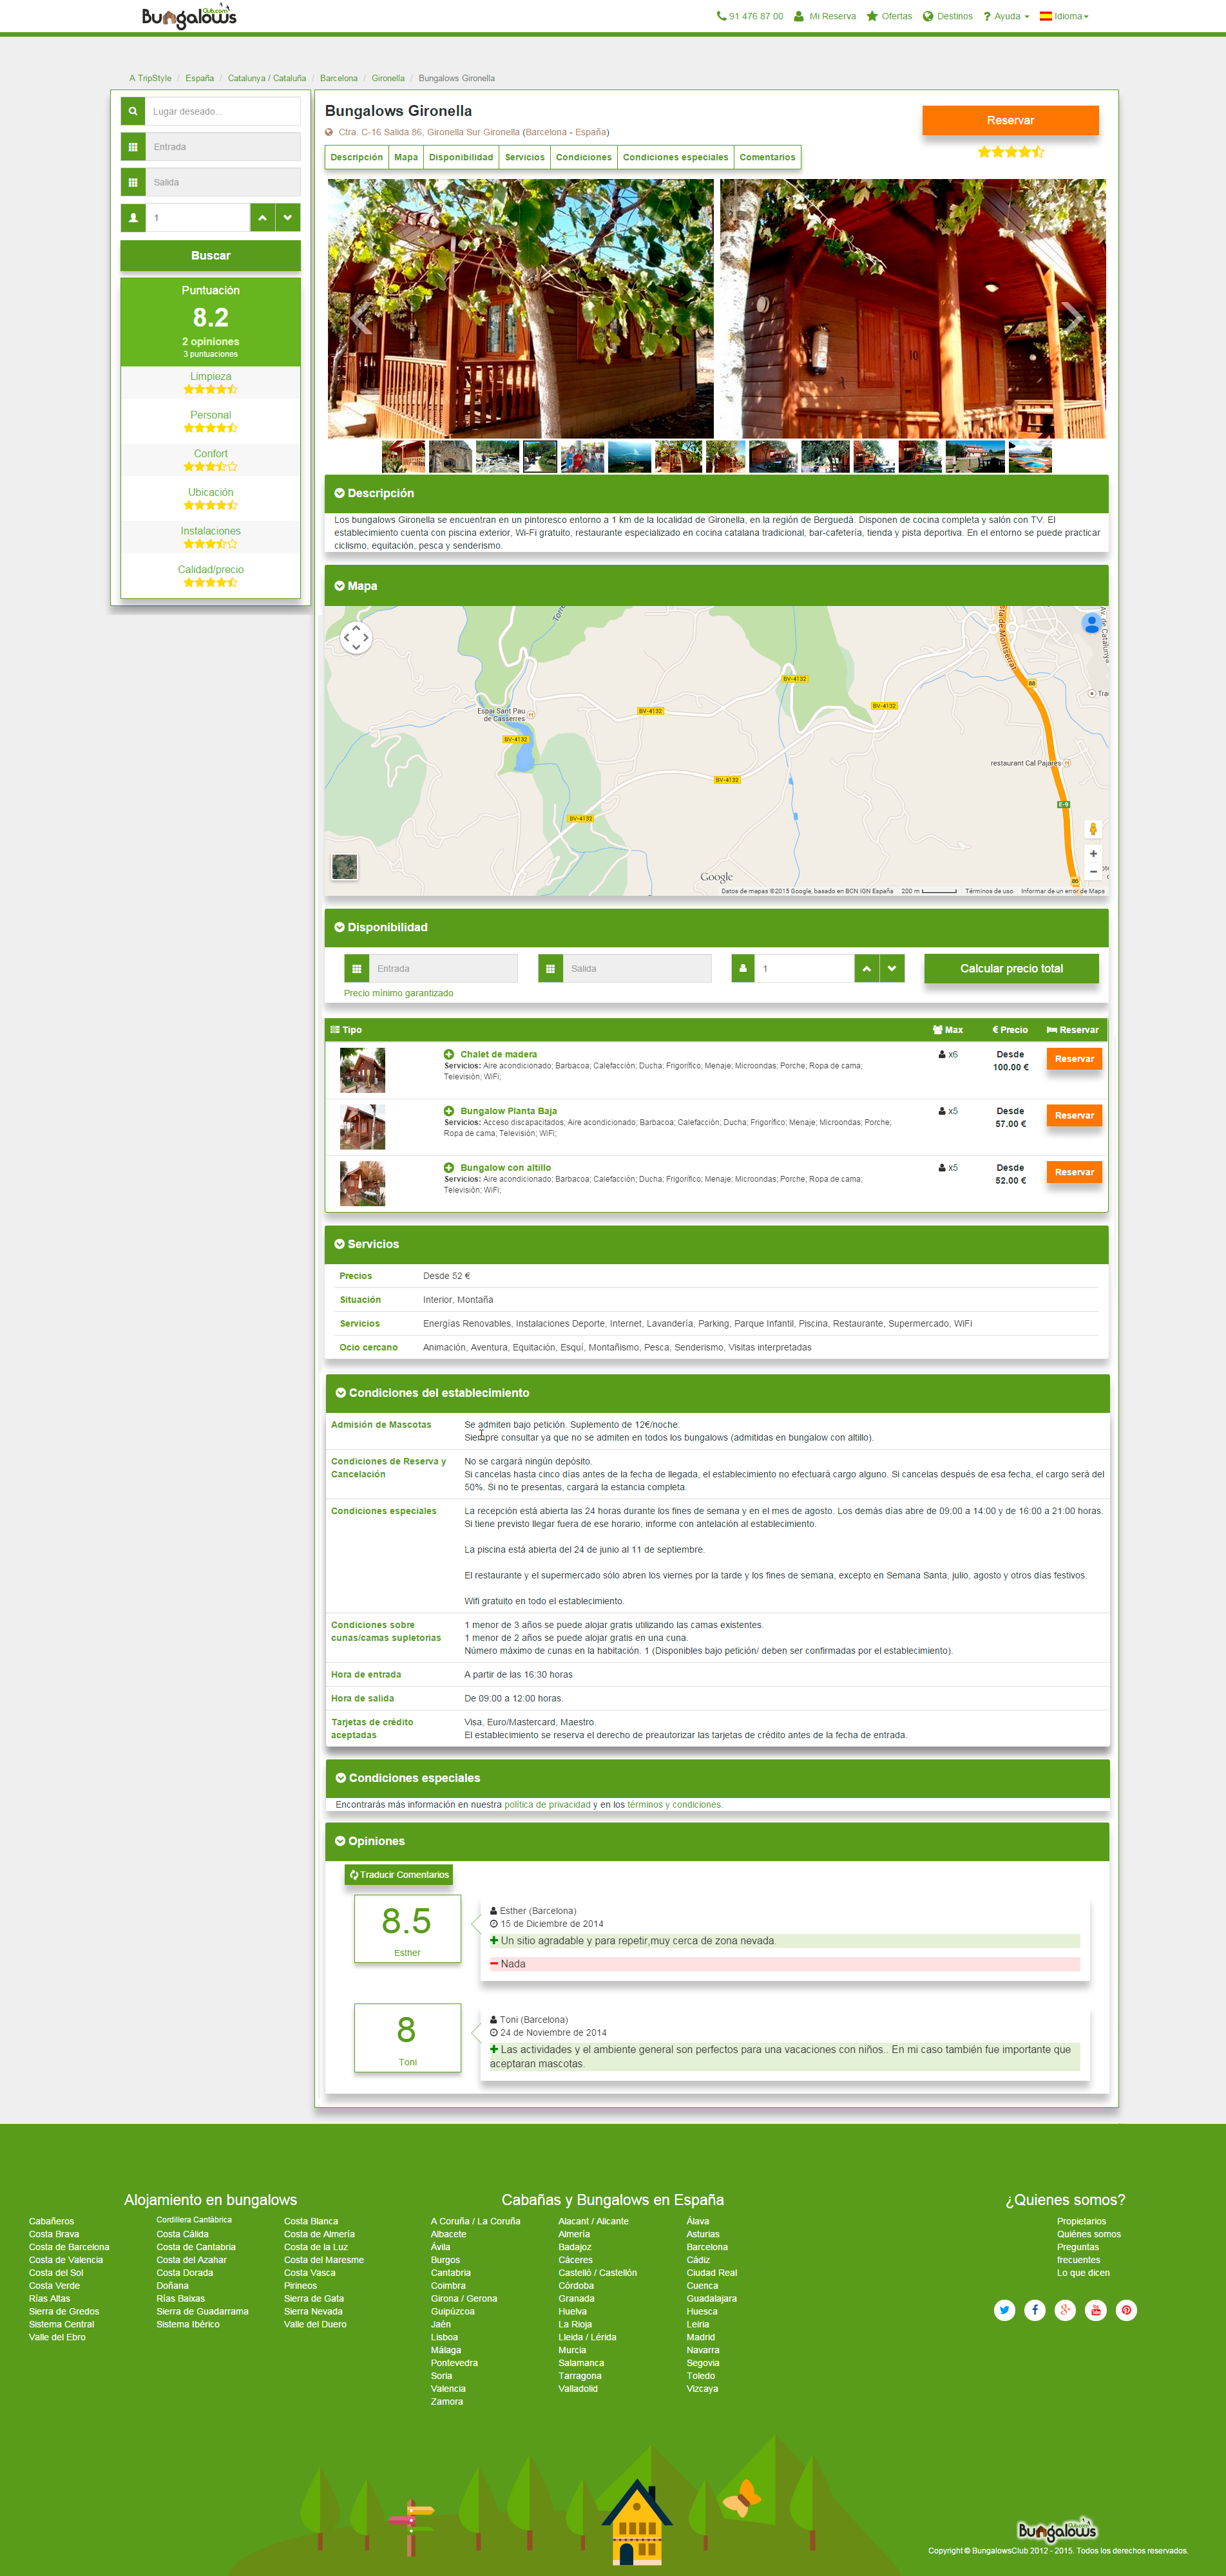 Bungalows Club.com
91 476 87 00 Mi Reserva Ofertas Destinos Ayuda Idioma
A TripStyle / España / Catalunya / Cataluña / Barcelona / Gironella / Bungalows Gironella
Lugar deseado...
Entrada
Salida
1
Buscar
Puntuación
8.2
2 opiniones
3 puntuaciones
Limpieza
Personal
Confort
Ubicación
Instalaciones
Calidad/precio
Bungalows Gironella
Reservar
Ctra. C-16 Salida 86, Gironella Sur Gironella (Barcelona - España)
Descripción Mapa Disponibilidad Servicios Condiciones Condiciones especiales Comentarios
10
Descripción
Los bungalows Gironella se encuentran en un pintoresco entorno a 1 km de la localidad de Gironella, en la región de Berguedà. Disponen de cocina completa y salón con TV. El
establecimiento cuenta con piscina exterior, Wi-Fi gratuito, restaurante especializado en cocina catalana tradicional, bar-cafetería, tienda y pista deportiva. En el entorno se puede practicar
ciclismo, equitación, pesca y senderismo.
Mapa
Torre
sta de Montserrat
Av. de Catalunya
88
BV-4132
Tra
BV-4132
BV-4132
Espai Sant Pau
de Casserres
BV-4132
restaurant Cal Pajares
BV-4132
E-9
BV-4132
86
Google
Datos de mapas ©2015 Google, basado en BCN IGN España 200 m Términos de uso Informar de un error de Maps
Disponibilidad
Entrada Salida 1 Calcular precio total
Precio mínimo garantizado
Tipo Max € Precio Reservar
Chalet de madera x6 Desde Reservar
Servicios: Aire acondicionado; Barbacoa; Calefacción; Ducha; Frigorífico; Menaje; Microondas; Porche; Ropa de cama; 100.00 €
Televisión; WiFi;
Bungalow Planta Baja x5 Desde Reservar
Servicios: Acceso discapacitados; Aire acondicionado; Barbacoa; Calefacción; Ducha; Frigorífico; Menaje; Microondas; Porche; 57.00 €
Ropa de cama; Televisión; WiFi;
Bungalow con altillo x5 Desde Reservar
Servicios: Aire acondicionado; Barbacoa; Calefacción; Ducha; Frigorífico; Menaje; Microondas; Porche; Ropa de cama; 52.00 €
Televisión; WiFi;
Servicios
Precios Desde 52 €
Situación Interior, Montaña
Servicios Energías Renovables, Instalaciones Deporte, Internet, Lavandería, Parking, Parque Infantil, Piscina, Restaurante, Supermercado, WiFi
Ocio cercano Animación, Aventura, Equitación, Esquí, Montañismo, Pesca, Senderismo, Visitas interpretadas
Condiciones del establecimiento
Admisión de Mascotas Se admiten bajo petición. Suplemento de 12€/noche.
Siempre consultar ya que no se admiten en todos los bungalows (admitidas en bungalow con altillo).
Condiciones de Reserva y No se cargará ningún depósito.
Cancelación Si cancelas hasta cinco días antes de la fecha de llegada, el establecimiento no efectuará cargo alguno. Si cancelas después de esa fecha, el cargo será del
50%. Si no te presentas, cargará la estancia completa.
Condiciones especiales La recepción está abierta las 24 horas durante los fines de semana y en el mes de agosto. Los demás días abre de 09:00 a 14:00 y de 16:00 a 21:00 horas.
Si tiene previsto llegar fuera de ese horario, informe con antelación al establecimiento.
La piscina está abierta del 24 de junio al 11 de septiembre.
El restaurante y el supermercado sólo abren los viernes por la tarde y los fines de semana, excepto en Semana Santa, julio, agosto y otros días festivos.
Wifi gratuito en todo el establecimiento.
Condiciones sobre 1 menor de 3 años se puede alojar gratis utilizando las camas existentes.
cunas/camas supletorias 1 menor de 2 años se puede alojar gratis en una cuna.
Número máximo de cunas en la habitación. 1 (Disponibles bajo petición/ deben ser confirmadas por el establecimiento).
Hora de entrada A partir de las 16:30 horas
Hora de salida De 09:00 a 12:00 horas.
Tarjetas de crédito Visa, Euro/Mastercard, Maestro.
aceptadas El establecimiento se reserva el derecho de preautorizar las tarjetas de crédito antes de la fecha de entrada.
Condiciones especiales
Encontrarás más información en nuestra política de privacidad y en los términos y condiciones.
Opiniones
Traducir Comentarios
8.5
Esther
Esther (Barcelona)
15 de Diciembre de 2014
Un sitio agradable y para repetir,muy cerca de zona nevada.
Nada
8
Toni
Toni (Barcelona)
24 de Noviembre de 2014
Las actividades y el ambiente general son perfectos para una vacaciones con niños.. En mi caso también fue importante que
aceptaran mascotas.
Alojamiento en bungalows
Cabañeros Cordillera Cantábrica Costa Blanca
Costa Brava Costa Cálida Costa de Almería
Costa de Barcelona Costa de Cantabria Costa de la Luz
Costa de Valencia Costa del Azahar Costa del Maresme
Costa del Sol Costa Dorada Costa Vasca
Costa Verde Doñana Pirineos
Rías Altas Rías Baixas Sierra de Gata
Sierra de Gredos Sierra de Guadarrama Sierra Nevada
Sistema Central Sistema Ibérico Valle del Duero
Valle del Ebro
Cabañas y Bungalows en España
A Coruña / La Coruña Alacant / Alicante Álava
Albacete Almería Asturias
Ávila Badajoz Barcelona
Burgos Cáceres Cádiz
Cantabria Castelló / Castellón Ciudad Real
Coimbra Córdoba Cuenca
Girona / Gerona Granada Guadalajara
Guipúzcoa Huelva Huesca
Jaén La Rioja Leiria
Lisboa Lleida / Lérida Madrid
Málaga Murcia Navarra
Pontevedra Salamanca Segovia
Soria Tarragona Toledo
Valencia Valladolid Vizcaya
Zamora
¿Quienes somos?
Propietarios
Quiénes somos
Preguntas
frecuentes
Lo que dicen
Bungalows Club.com
Copyright © BungalowsClub 2012 - 2015. Todos los derechos reservados.